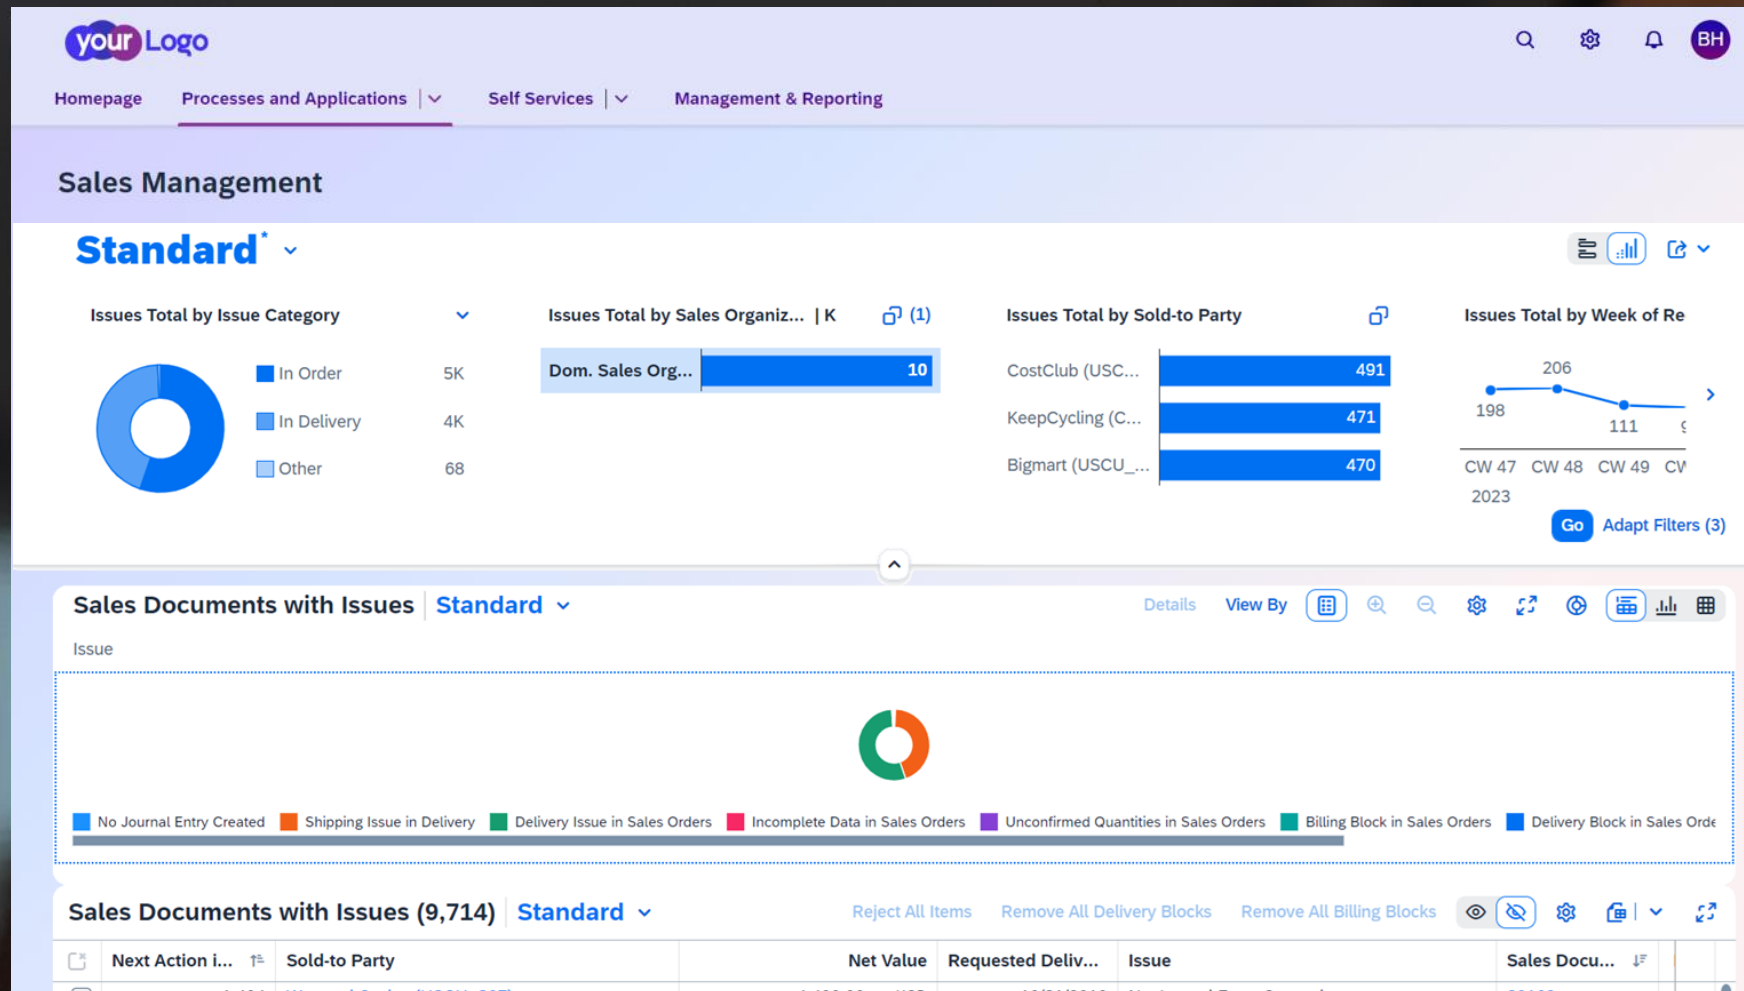 your Logo
BH
Homepage
Processes and Applications
Self Services
Management & Reporting
Sales Management
Standard*
Issues Total by Issue Category
In Order 5K
In Delivery 4K
Other 68
Issues Total by Sales Organiz... | K (1)
Dom. Sales Org... 10
Issues Total by Sold-to Party
CostClub (USC... 491
KeepCycling (C... 471
Bigmart (USCU_... 470
Issues Total by Week of Re
206
198
111
CW 47 CW 48 CW 49 CW
2023
Go Adapt Filters (3)
Sales Documents with Issues Standard
Details View By
Issue
No Journal Entry Created Shipping Issue in Delivery Delivery Issue in Sales Orders Incomplete Data in Sales Orders Unconfirmed Quantities in Sales Orders Billing Block in Sales Orders Delivery Block in Sales Orde
Sales Documents with Issues (9,714) Standard
Reject All Items Remove All Delivery Blocks Remove All Billing Blocks
Next Action i... Sold-to Party Net Value Requested Deliv... Issue Sales Docu...